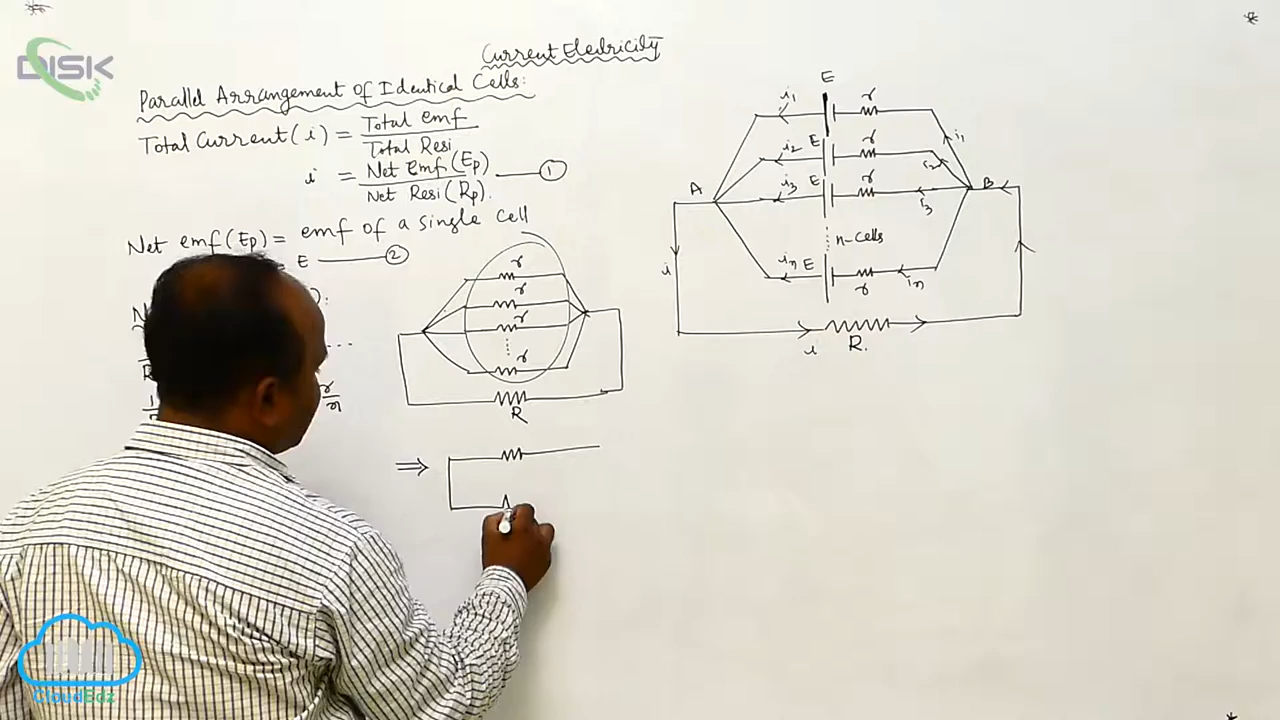 DISK
Current Electricity
Parallel Arrangement of Identical Cells:
Total Current (i) = Total emf
Total Resi
i = Net Emf (Ep) —— 1
Net Resi (Rp).
Net emf (Ep) = emf of a single cell
= E —— 2
r
r
r
r
R
⇒
E
i1 r
i2 E r i1
i3 E r i2
A B
i3
n-cells
in E r in
i
i R.
CloudEdz